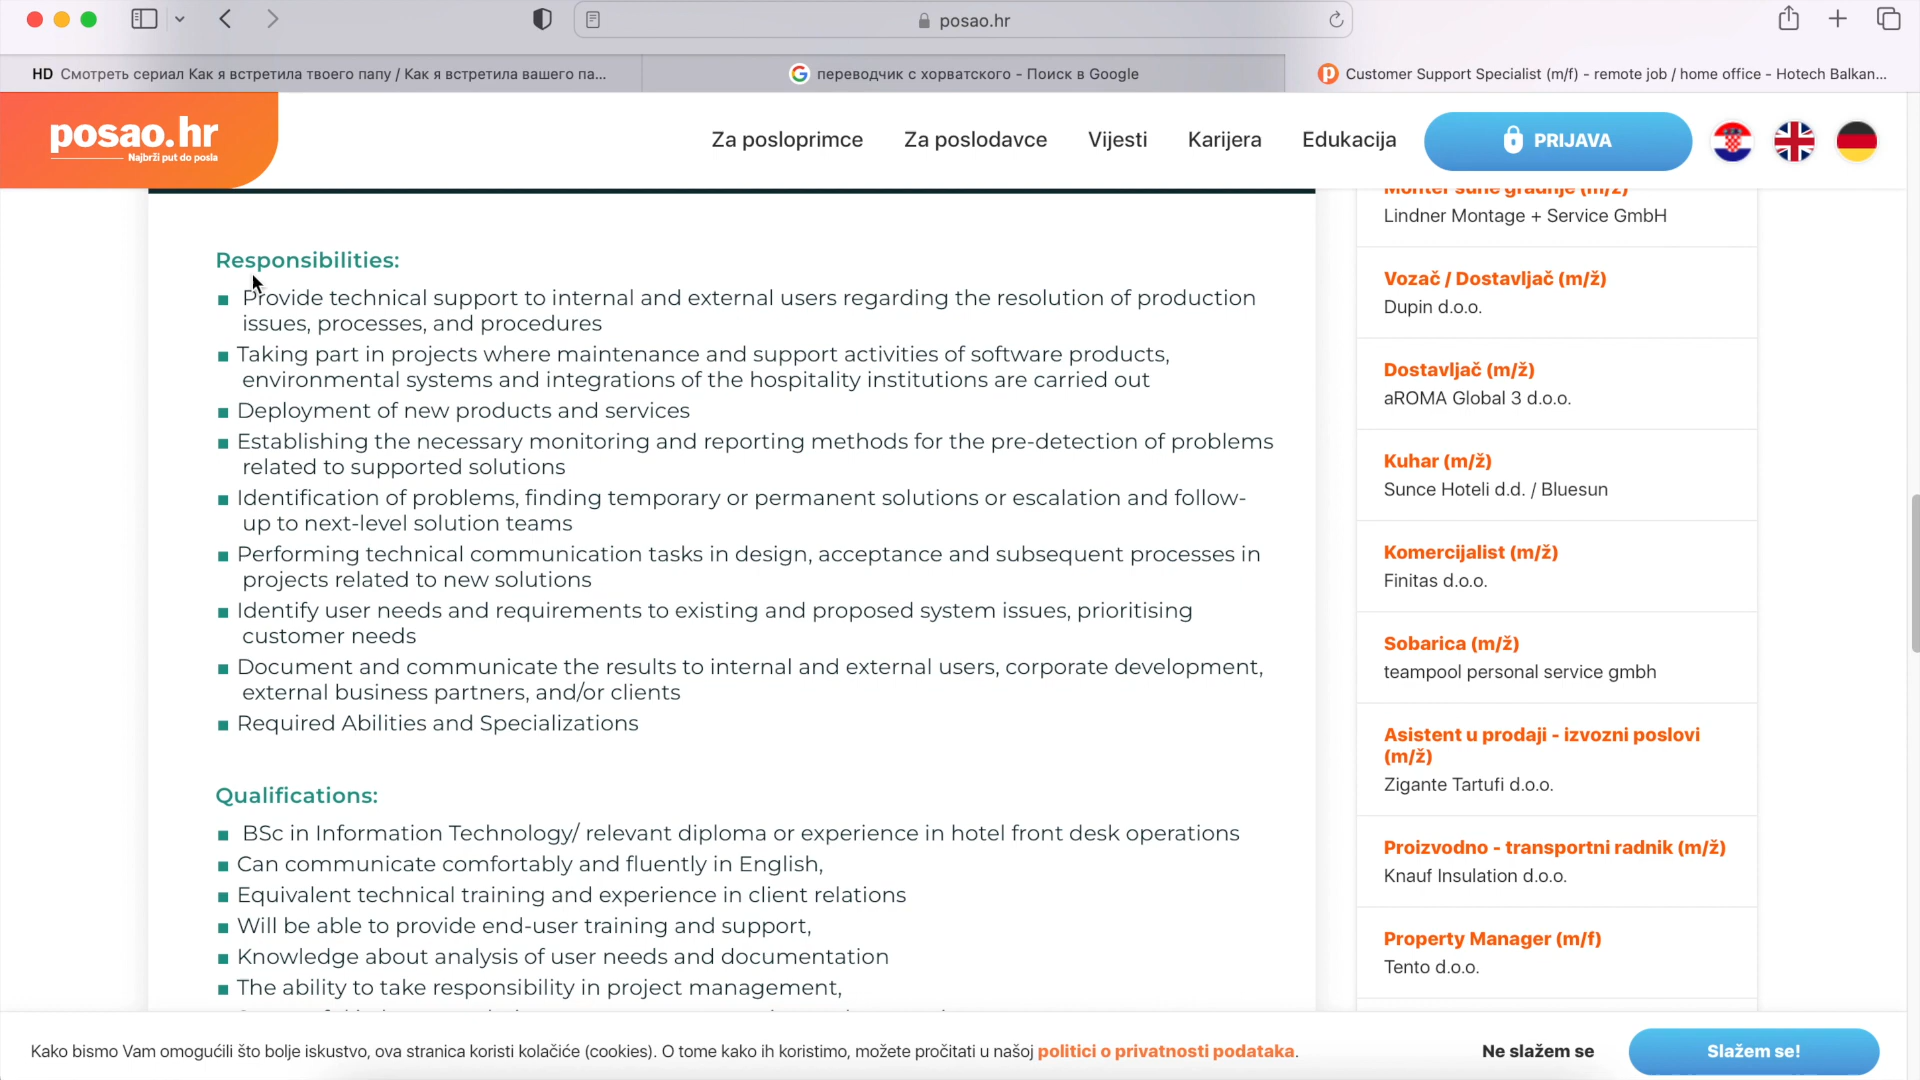 posao.hr
HD Смотреть сериал Как я встретила твоего папу / Как я встретила вашего па...
переводчик с хорватского - Поиск в Google
Customer Support Specialist (m/f) - remote job / home office - Hotech Balkan...
posao.hr
Najbrži put do posla
Za posloprimce
Za poslodavce
Vijesti
Karijera
Edukacija
PRIJAVA
Responsibilities:
Provide technical support to internal and external users regarding the resolution of production
issues, processes, and procedures
Taking part in projects where maintenance and support activities of software products,
environmental systems and integrations of the hospitality institutions are carried out
Deployment of new products and services
Establishing the necessary monitoring and reporting methods for the pre-detection of problems
related to supported solutions
Identification of problems, finding temporary or permanent solutions or escalation and follow-
up to next-level solution teams
Performing technical communication tasks in design, acceptance and subsequent processes in
projects related to new solutions
Identify user needs and requirements to existing and proposed system issues, prioritising
customer needs
Document and communicate the results to internal and external users, corporate development,
external business partners, and/or clients
Required Abilities and Specializations
Qualifications:
BSc in Information Technology/ relevant diploma or experience in hotel front desk operations
Can communicate comfortably and fluently in English,
Equivalent technical training and experience in client relations
Will be able to provide end-user training and support,
Knowledge about analysis of user needs and documentation
The ability to take responsibility in project management,
Monter suhe gradnje (m/ž)
Lindner Montage + Service GmbH
Vozač / Dostavljač (m/ž)
Dupin d.o.o.
Dostavljač (m/ž)
aROMA Global 3 d.o.o.
Kuhar (m/ž)
Sunce Hoteli d.d. / Bluesun
Komercijalist (m/ž)
Finitas d.o.o.
Sobarica (m/ž)
teampool personal service gmbh
Asistent u prodaji - izvozni poslovi
(m/ž)
Zigante Tartufi d.o.o.
Proizvodno - transportni radnik (m/ž)
Knauf Insulation d.o.o.
Property Manager (m/f)
Tento d.o.o.
Kako bismo Vam omogućili što bolje iskustvo, ova stranica koristi kolačiće (cookies). O tome kako ih koristimo, možete pročitati u našoj politici o privatnosti podataka.
Ne slažem se
Slažem se!